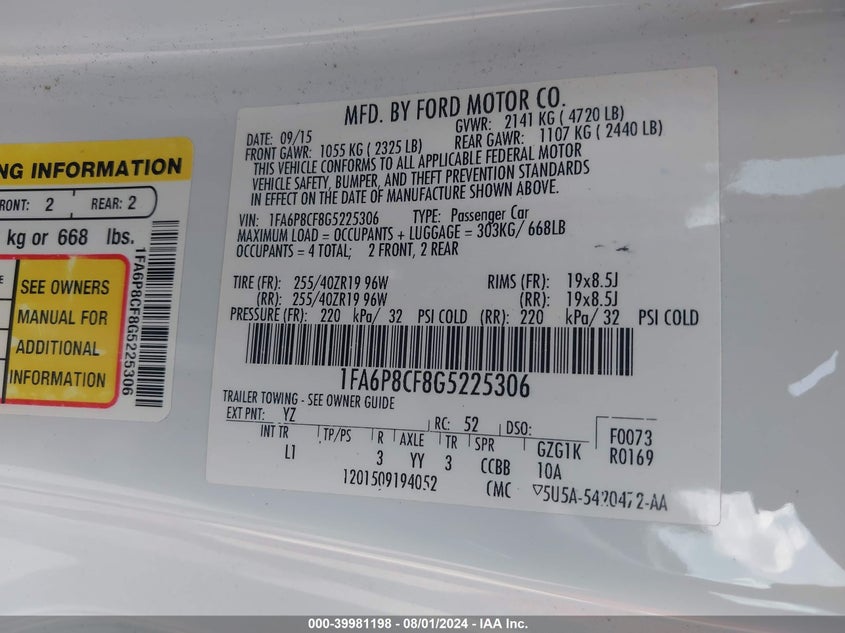 NG INFORMATION
FRONT: 2 REAR: 2
kg or 668 lbs.
SEE OWNERS
MANUAL FOR
ADDITIONAL
INFORMATION
1FA6P8CF8G5225306
MFD. BY FORD MOTOR CO.
DATE: 09/15 GVWR: 2141 KG ( 4720 LB)
FRONT GAWR: 1055 KG ( 2325 LB) REAR GAWR: 1107 KG ( 2440 LB)
THIS VEHICLE CONFORMS TO ALL APPLICABLE FEDERAL MOTOR
VEHICLE SAFETY, BUMPER, AND THEFT PREVENTION STANDARDS
IN EFFECT ON THE DATE OF MANUFACTURE SHOWN ABOVE.
VIN: 1FA6P8CF8G5225306 TYPE: Passenger Car
MAXIMUM LOAD = OCCUPANTS + LUGGAGE = 303KG/ 668LB
OCCUPANTS = 4 TOTAL; 2 FRONT, 2 REAR
TIRE (FR): 255/40ZR19 96W RIMS (FR): 19x8.5J
(RR): 255/40ZR19 96W (RR): 19x8.5J
PRESSURE (FR): 220 kPa/ 32 PSI COLD (RR): 220 kPa/ 32 PSI COLD
1FA6P8CF8G5225306
TRAILER TOWING - SEE OWNER GUIDE
EXT PNT: YZ RC: 52 DSO: F0073
INT TR TP/PS R AXLE TR SPR GZG1K R0169
L1 3 YY 3 CCBB 10A
1201509194052 CMC ▽5U5A-5420472-AA
000-39981198 - 08/01/2024 - IAA Inc.